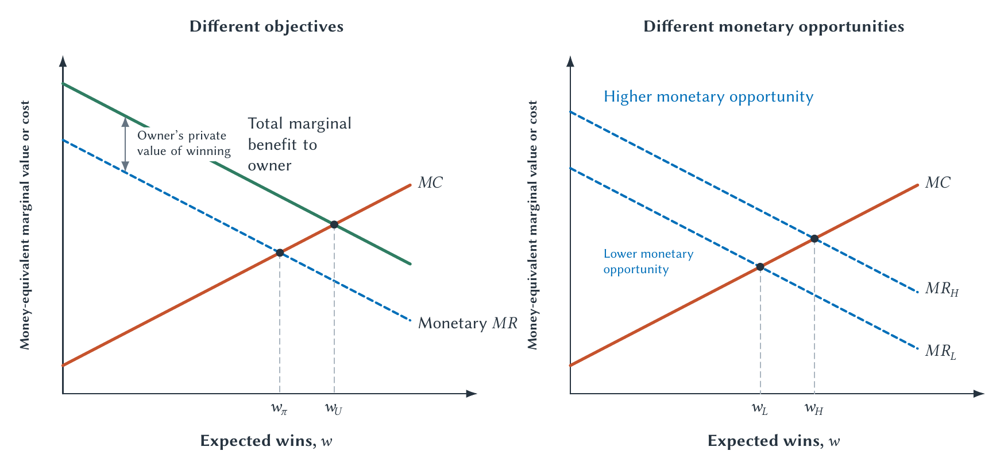 Different objectives
Money-equivalent marginal value or cost
Owner's private
value of winning
Total marginal
benefit to
owner
MC
Monetary MR
w_π
w_U
Expected wins, w
Different monetary opportunities
Money-equivalent marginal value or cost
Higher monetary opportunity
MC
Lower monetary
opportunity
MR_H
MR_L
w_L
w_H
Expected wins, w